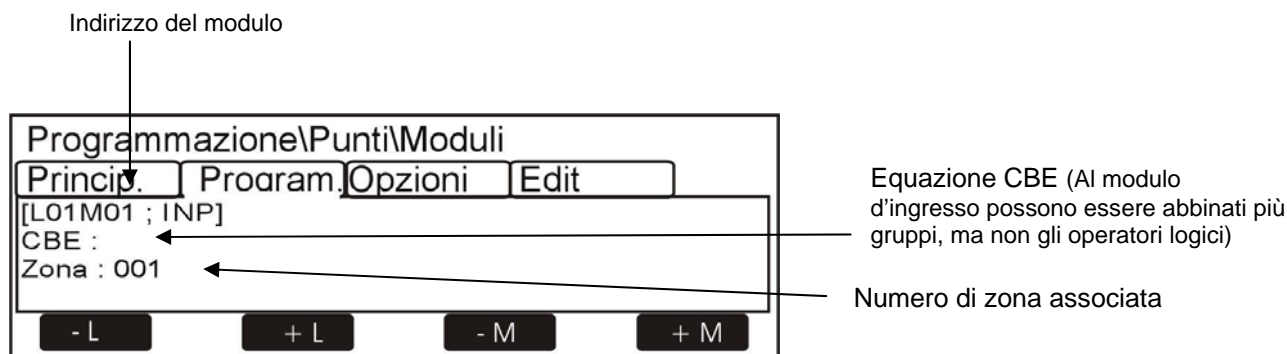 Indirizzo del modulo
Programmazione\Punti\Moduli
Princip. Program. Opzioni Edit
[L01M01 ; INP]
CBE :
Zona : 001
- L + L - M + M
Equazione CBE (Al modulo
d'ingresso possono essere abbinati più
gruppi, ma non gli operatori logici)
Numero di zona associata